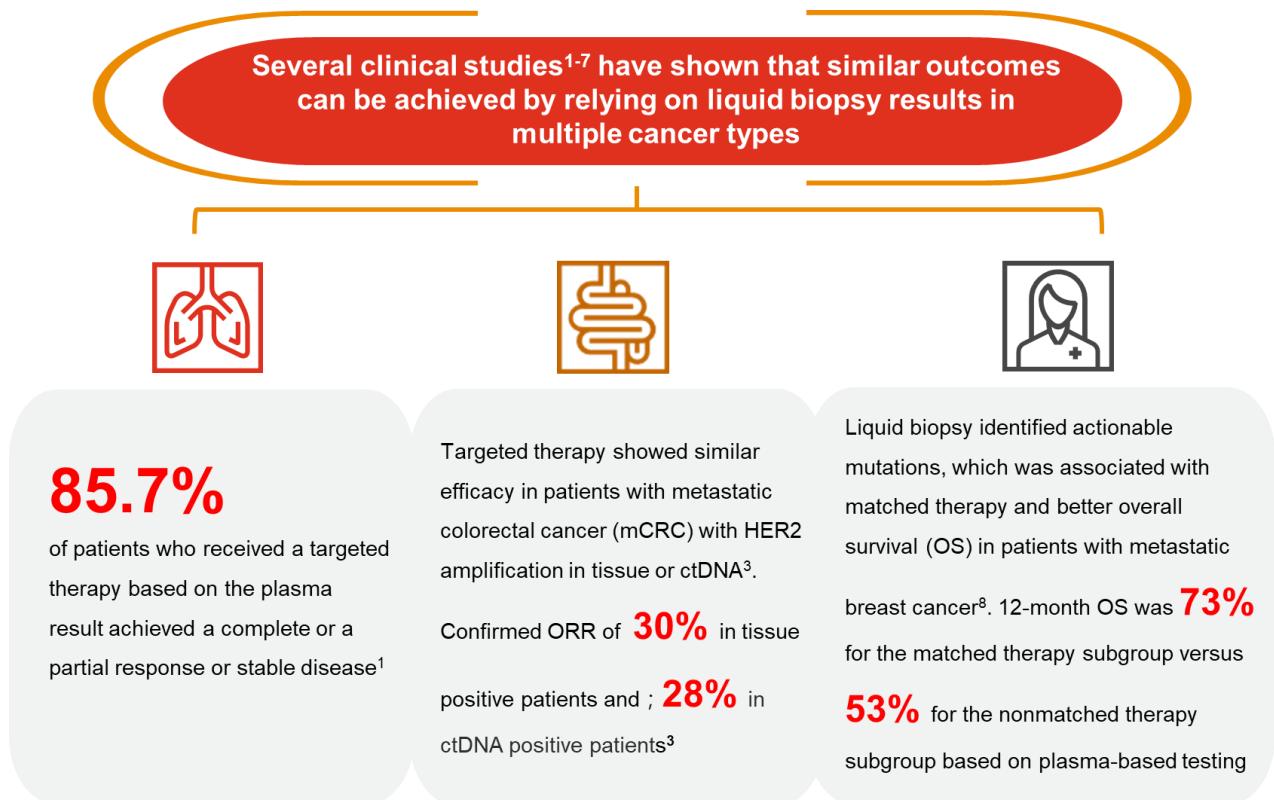 Several clinical studies¹⁻⁷ have shown that similar outcomes
can be achieved by relying on liquid biopsy results in
multiple cancer types
85.7%
of patients who received a targeted
therapy based on the plasma
result achieved a complete or a
partial response or stable disease¹
Targeted therapy showed similar
efficacy in patients with metastatic
colorectal cancer (mCRC) with HER2
amplification in tissue or ctDNA³.
Confirmed ORR of 30% in tissue
positive patients and ; 28% in
ctDNA positive patients³
Liquid biopsy identified actionable
mutations, which was associated with
matched therapy and better overall
survival (OS) in patients with metastatic
breast cancer⁸. 12-month OS was 73%
for the matched therapy subgroup versus
53% for the nonmatched therapy
subgroup based on plasma-based testing